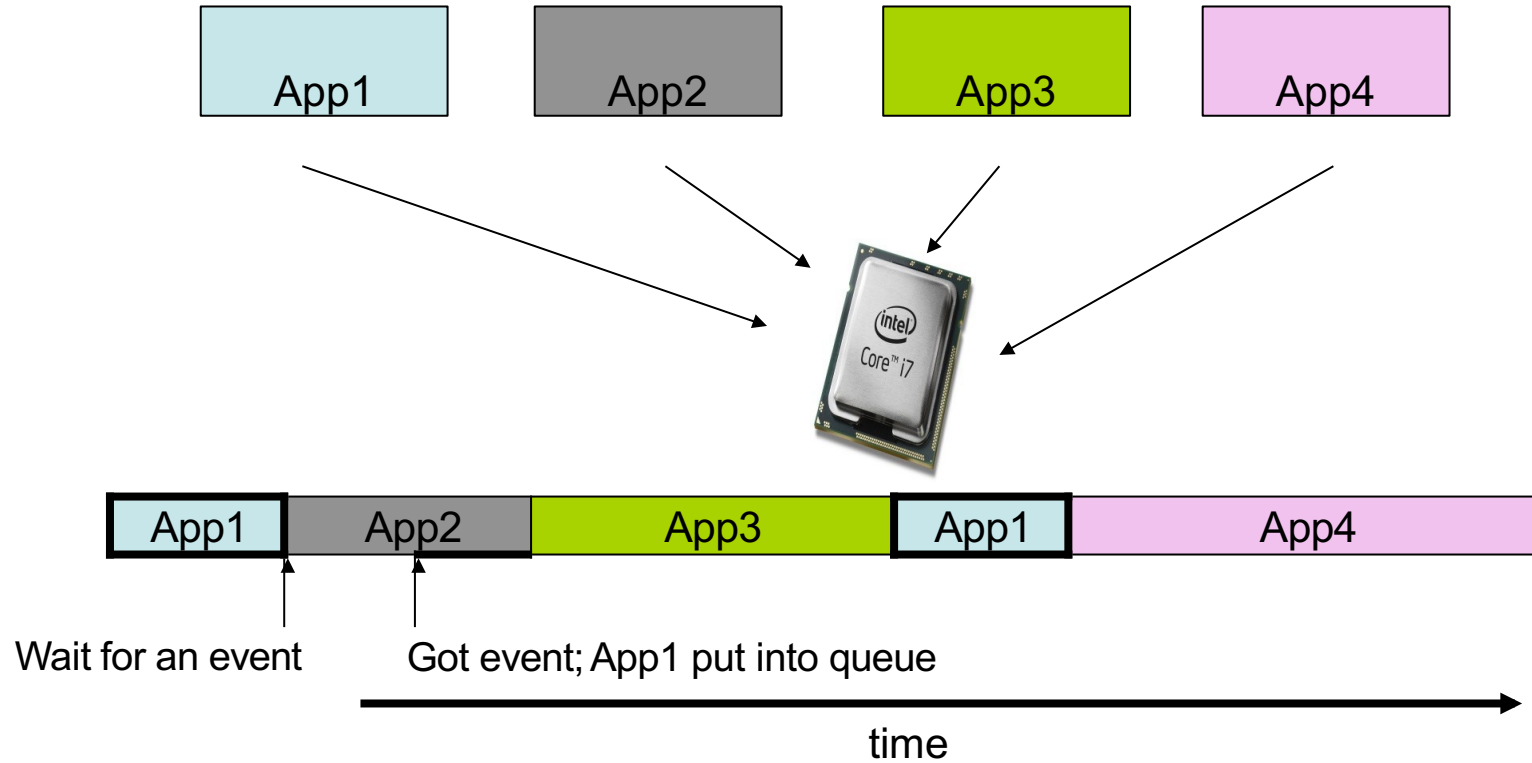 App1
App2
App3
App4
intel
Core™ i7
App1
App2
App3
App1
App4
Wait for an event
Got event; App1 put into queue
time